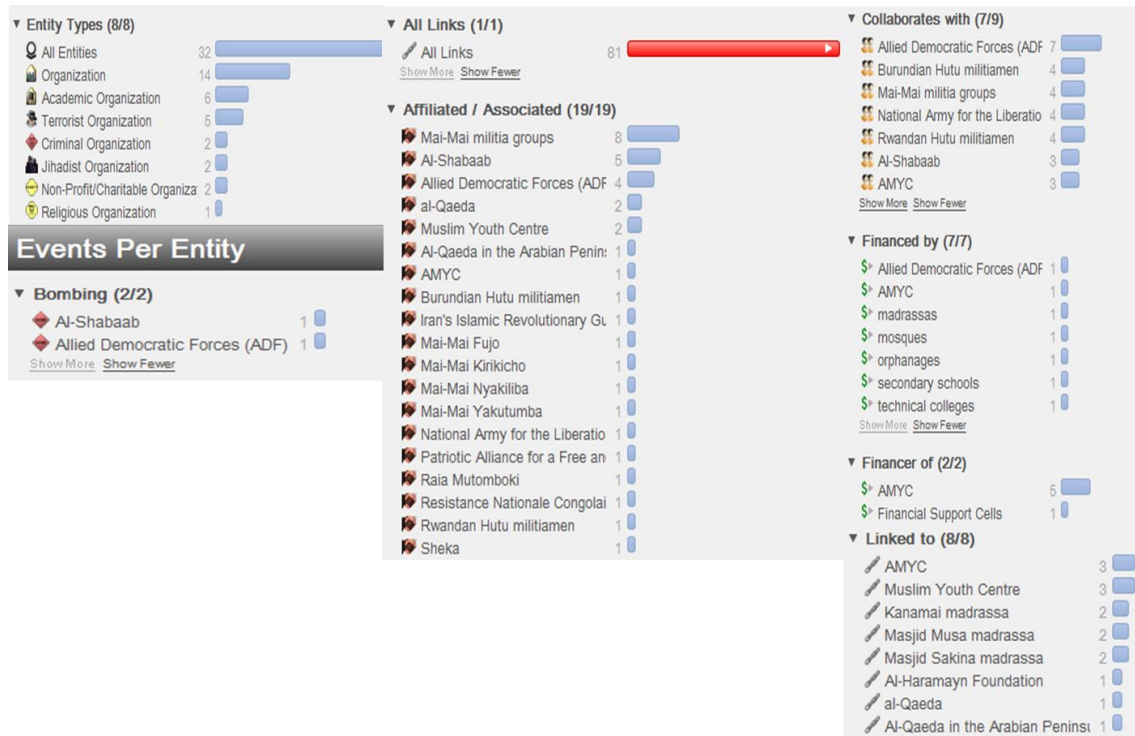 Entity Types (8/8)
All Entities 32
Organization 14
Academic Organization 6
Terrorist Organization 5
Criminal Organization 2
Jihadist Organization 2
Non-Profit/Charitable Organiza 2
Religious Organization 1
Events Per Entity
Bombing (2/2)
Al-Shabaab 1
Allied Democratic Forces (ADF) 1
Show More Show Fewer
All Links (1/1)
All Links 81
Show More Show Fewer
Affiliated / Associated (19/19)
Mai-Mai militia groups 8
Al-Shabaab 5
Allied Democratic Forces (ADF 4
al-Qaeda 2
Muslim Youth Centre 2
Al-Qaeda in the Arabian Penin: 1
AMYC 1
Burundian Hutu militiamen 1
Iran's Islamic Revolutionary Gu 1
Mai-Mai Fujo 1
Mai-Mai Kirikicho 1
Mai-Mai Nyakiliba 1
Mai-Mai Yakutumba 1
National Army for the Liberatio 1
Patriotic Alliance for a Free an 1
Raia Mutomboki 1
Resistance Nationale Congolai 1
Rwandan Hutu militiamen 1
Sheka 1
Collaborates with (7/9)
Allied Democratic Forces (ADF 7
Burundian Hutu militiamen 4
Mai-Mai militia groups 4
National Army for the Liberatio 4
Rwandan Hutu militiamen 4
Al-Shabaab 3
AMYC 3
Show More Show Fewer
Financed by (7/7)
Allied Democratic Forces (ADF 1
AMYC 1
madrassas 1
mosques 1
orphanages 1
secondary schools 1
technical colleges 1
Show More Show Fewer
Financer of (2/2)
AMYC 5
Financial Support Cells 1
Linked to (8/8)
AMYC 3
Muslim Youth Centre 3
Kanamai madrassa 2
Masjid Musa madrassa 2
Masjid Sakina madrassa 2
Al-Haramayn Foundation 1
al-Qaeda 1
Al-Qaeda in the Arabian Penins 1